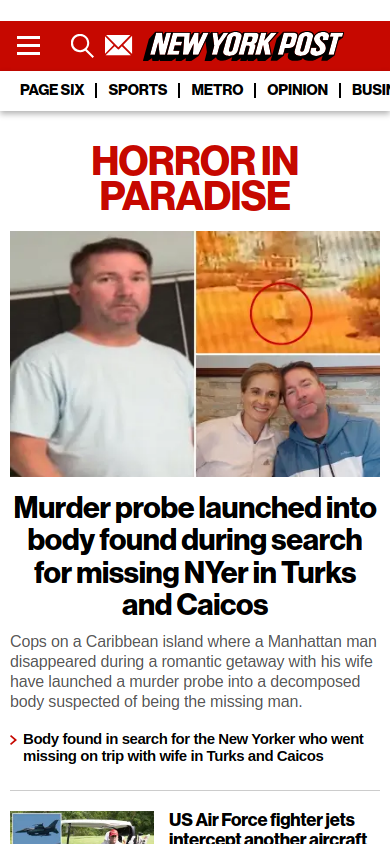 NEW YORK POST
PAGE SIX
SPORTS
METRO
OPINION
BUSIN
HORROR IN
PARADISE
Murder probe launched into
body found during search
for missing NYer in Turks
and Caicos
Cops on a Caribbean island where a Manhattan man
disappeared during a romantic getaway with his wife
have launched a murder probe into a decomposed
body suspected of being the missing man.
Body found in search for the New Yorker who went
missing on trip with wife in Turks and Caicos
US Air Force fighter jets
intercept another aircraft